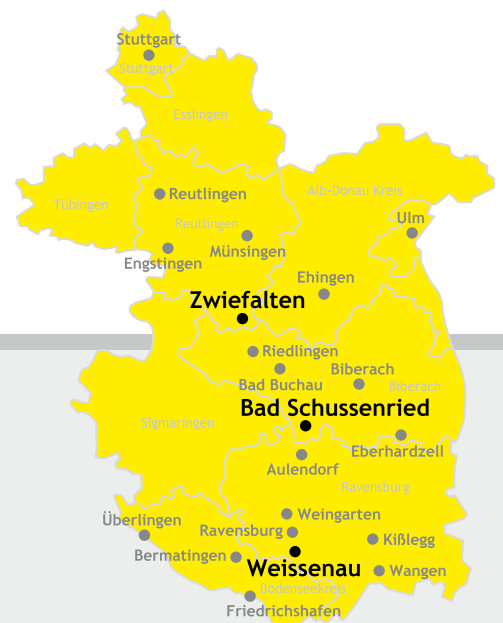 Stuttgart
Stuttgart
Esslingen
Tübingen
Reutlingen
Alb-Donau Kreis
Reutlingen
Ulm
Münsingen
Engstingen
Ehingen
Zwiefalten
Riedlingen
Biberach
Bad Buchau
Biberach
Bad Schussenried
Sigmaringen
Eberhardzell
Aulendorf
Ravensburg
Weingarten
Überlingen
Ravensburg
Kißlegg
Bermatingen
Weissenau
Wangen
Bodenseekreis
Friedrichshafen